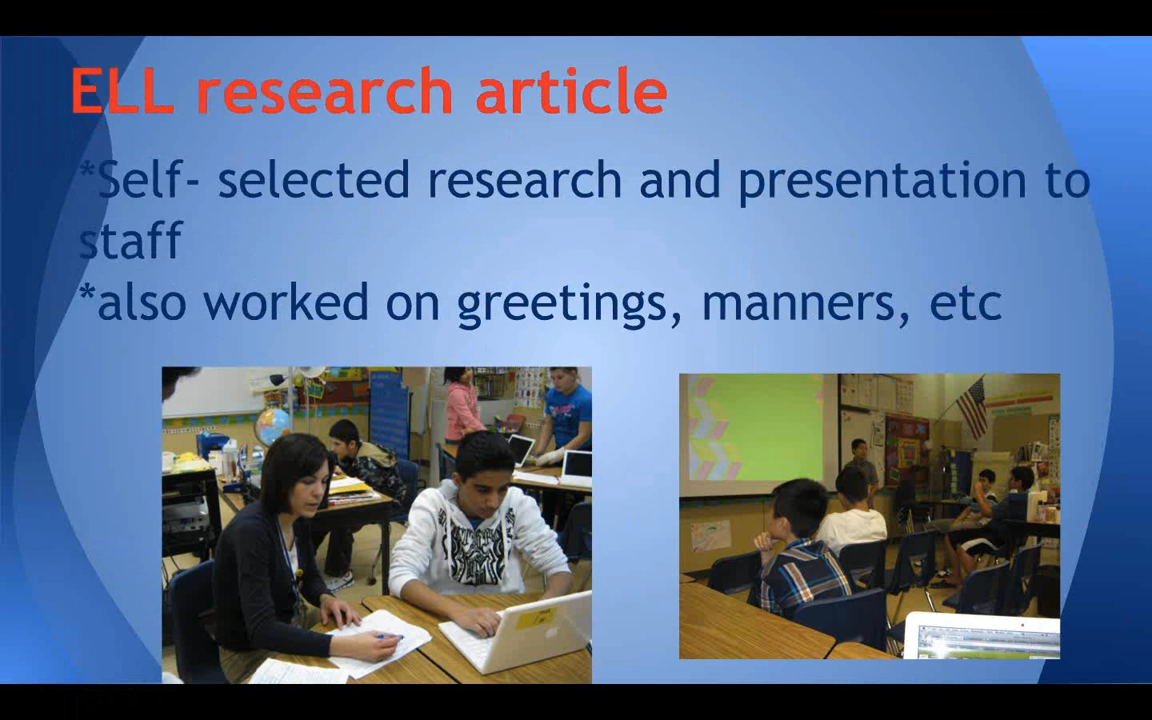 ELL research article
*Self- selected research and presentation to
staff
*also worked on greetings, manners, etc